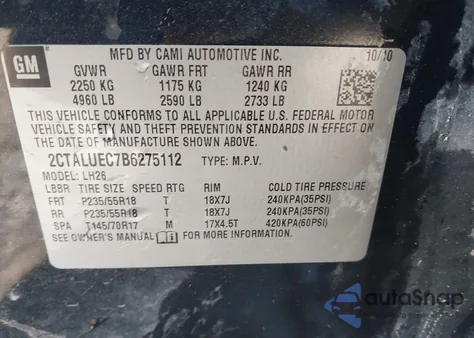 GM
MFD BY CAMI AUTOMOTIVE INC. 10/10
GVWR GAWR FRT GAWR RR
2250 KG 1175 KG 1240 KG
4960 LB 2590 LB 2733 LB
THIS VEHICLE CONFORMS TO ALL APPLICABLE U.S. FEDERAL MOTOR
VEHICLE SAFETY AND THEFT PREVENTION STANDARDS IN EFFECT ON
THE DATE OF MANUFACTURE SHOWN ABOVE.
2CTALUEC7B6275112 TYPE: M.P.V.
MODEL: LH26
LBBR TIRE SIZE SPEED RTG RIM COLD TIRE PRESSURE
FRT P235/55R18 T 18X7J 240KPA(35PSI)
RR P235/55R18 T 18X7J 240KPA(35PSI)
SPA T145/70R17 M 17X4.5T 420KPA(60PSI)
SEE OWNER'S MANUAL FOR MORE INFORMATION
autoSnap